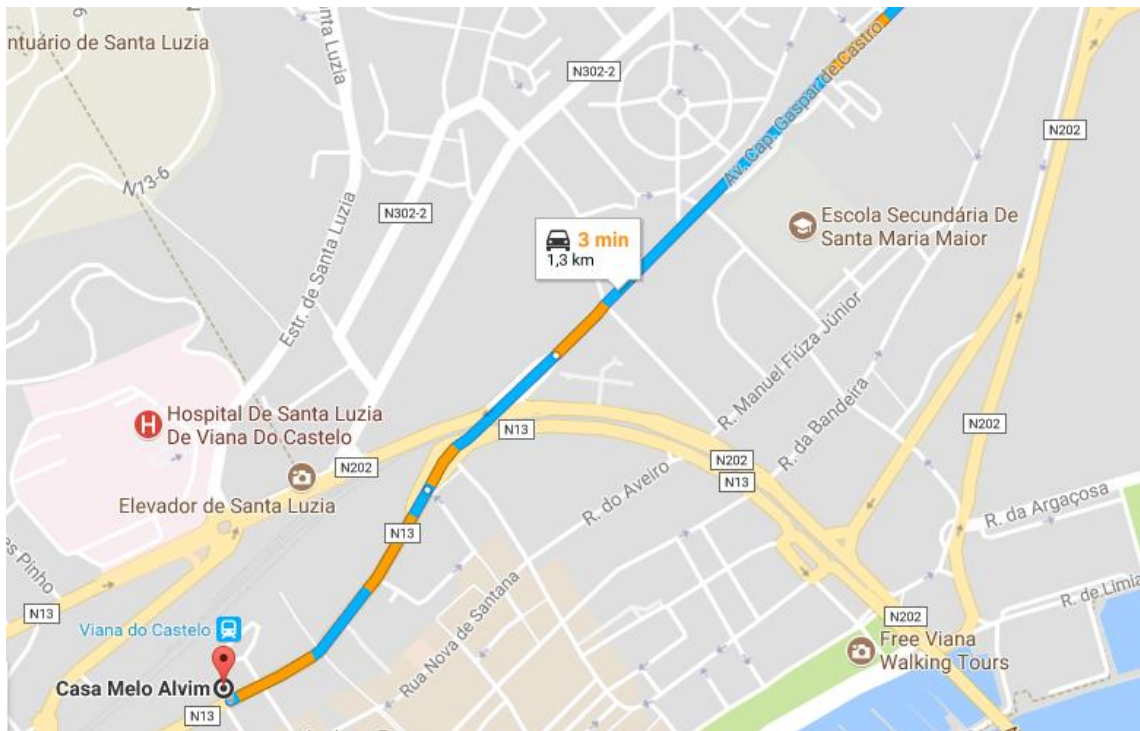 ntuário de Santa Luzia
nta Luzia
N302-2
Av. Cap. Gaspar de Castro
N202
N13-6
N302-2
Estr. de Santa Luzia
3 min
1,3 km
Escola Secundária De
Santa Maria Maior
R. Manuel Fiúza Júnior
R. da Bandeira
Hospital De Santa Luzia
De Viana Do Castelo
N13
N202
N202
N202
N13
Elevador de Santa Luzia
R. do Aveiro
R. da Argaçosa
N13
es Pinho
N13
Viana do Castelo
Rua Nova de Santana
R. de Limia
N202
Free Viana
Walking Tours
Casa Melo Alvim
N13